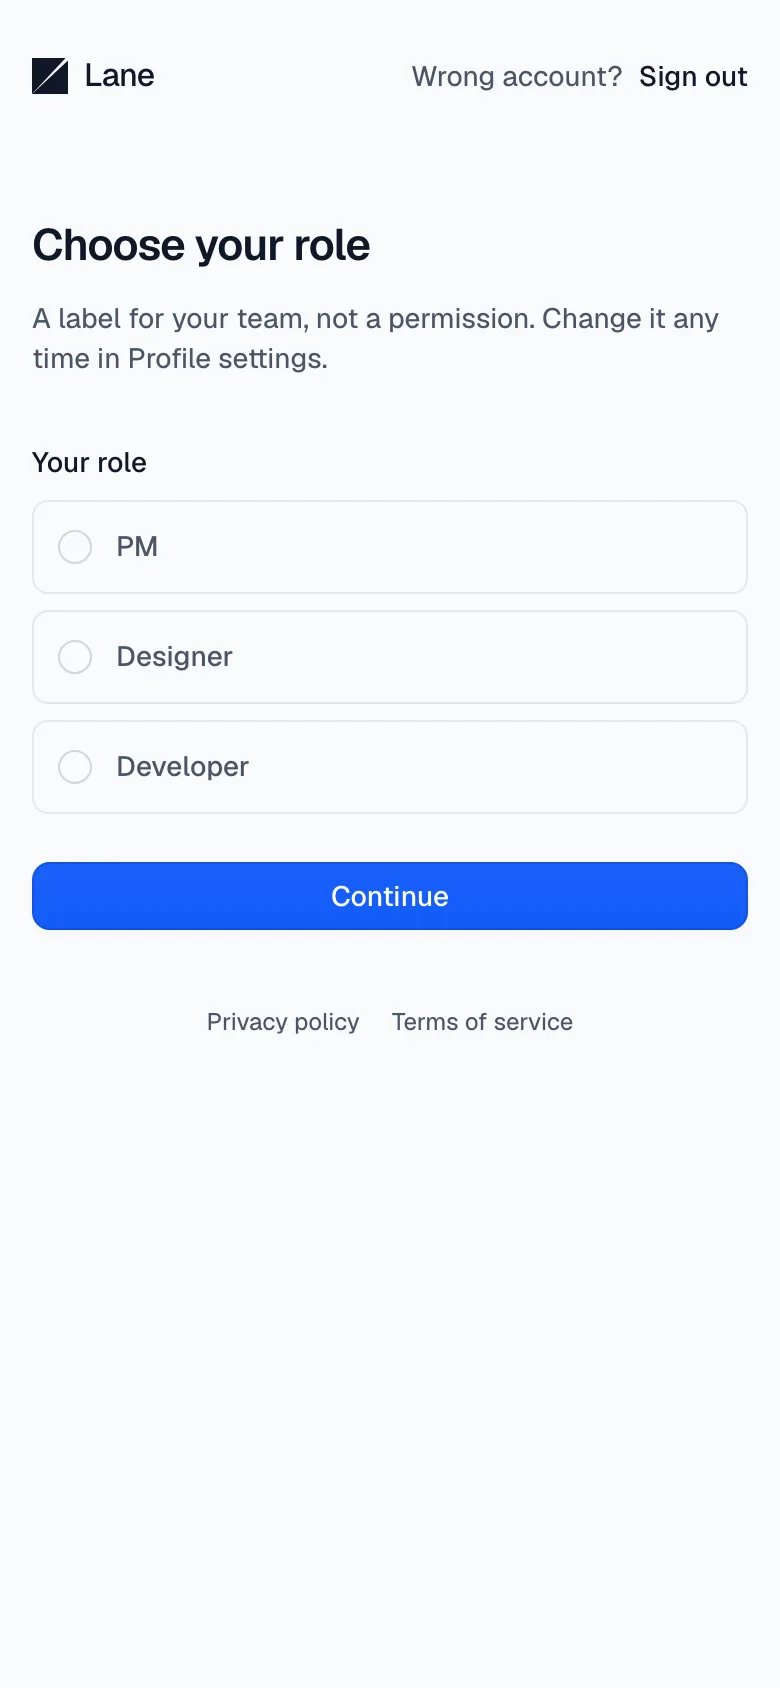 Lane
Wrong account? Sign out
Choose your role
A label for your team, not a permission. Change it any
time in Profile settings.
Your role
PM
Designer
Developer
Continue
Privacy policy Terms of service